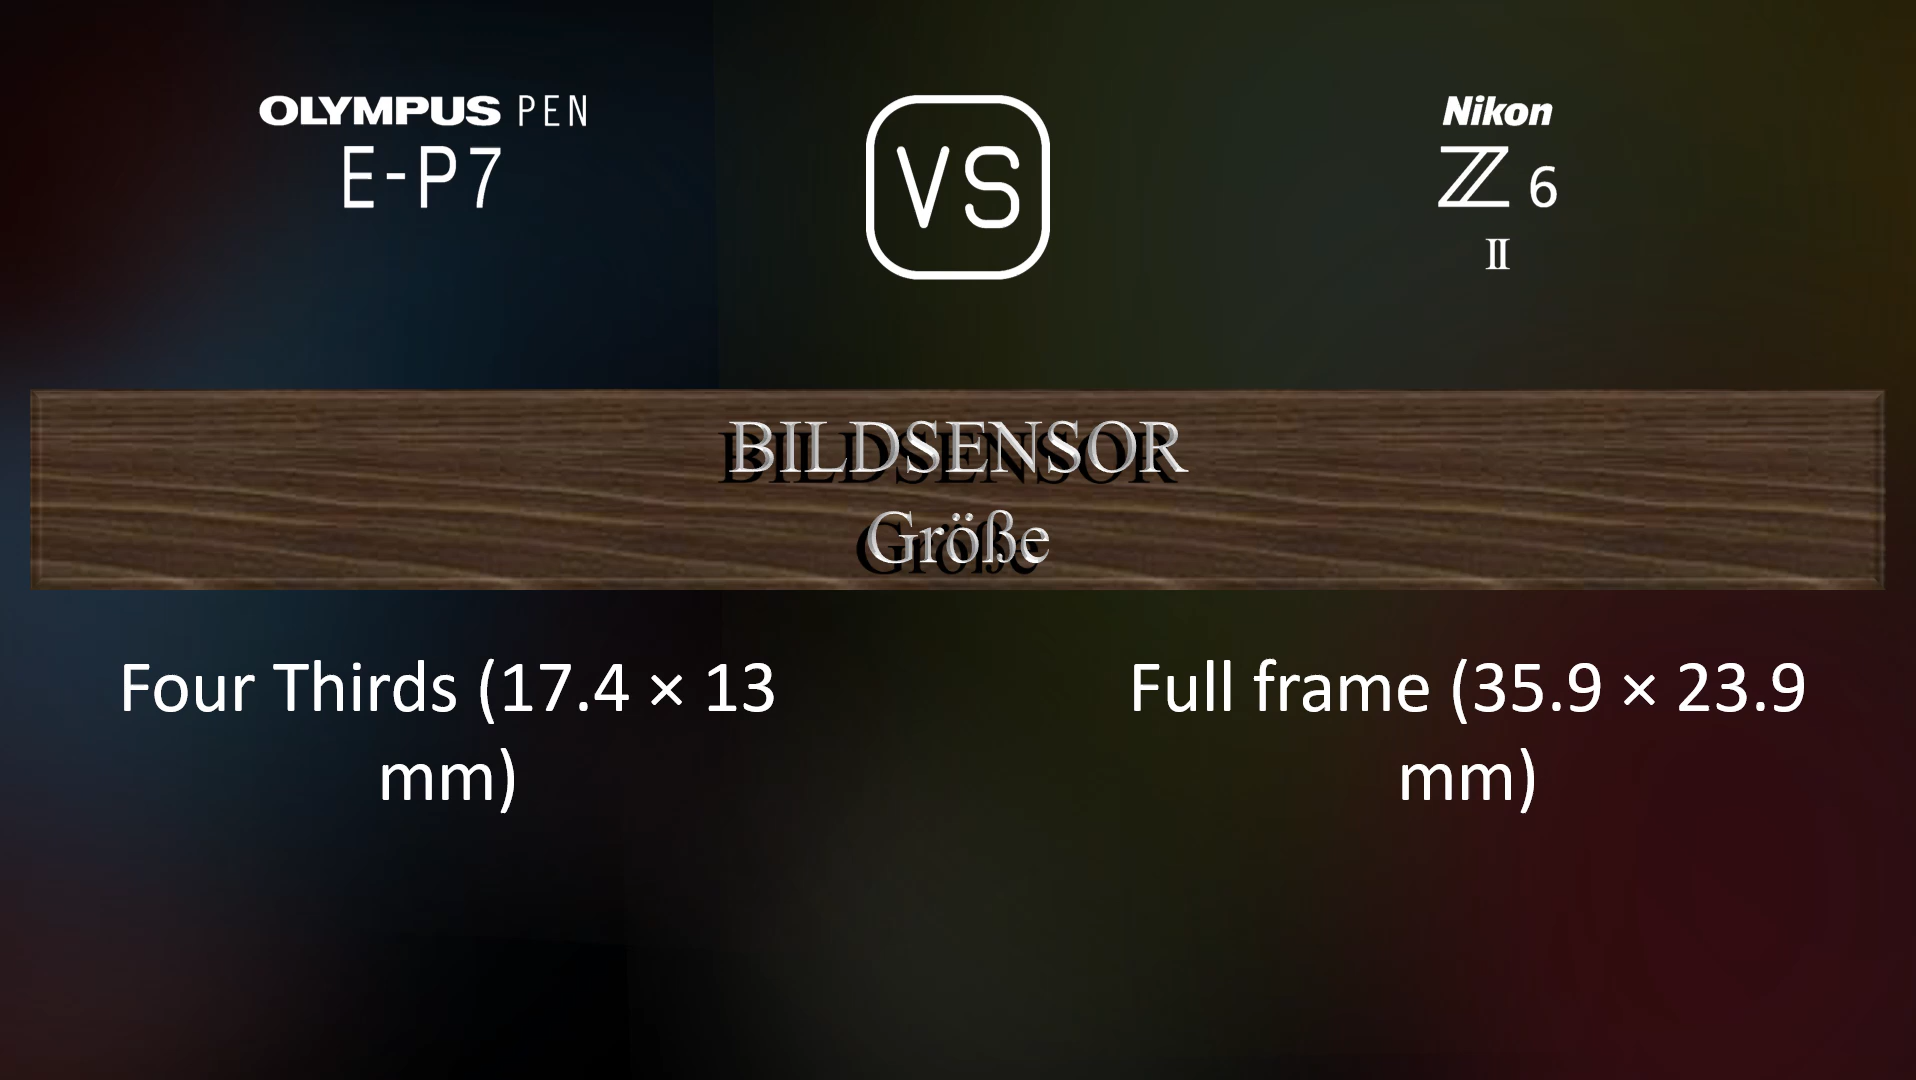 OLYMPUS PEN
E-P7
VS
Nikon
Z 6
II
BILDSENSOR
Größe
Four Thirds (17.4 × 13
mm)
Full frame (35.9 × 23.9
mm)